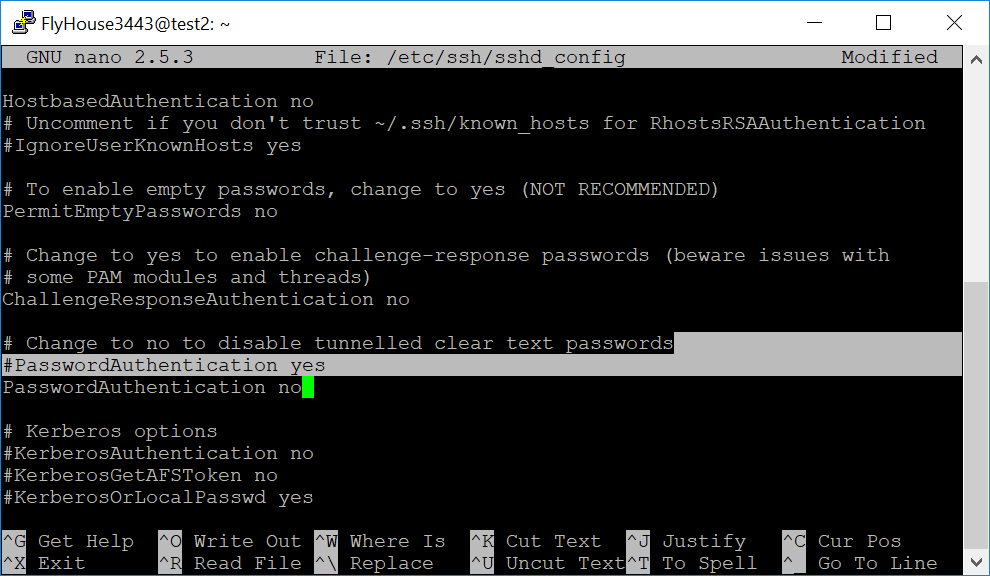 FlyHouse3443@test2: ~
GNU nano 2.5.3 File: /etc/ssh/sshd_config Modified
HostbasedAuthentication no
# Uncomment if you don't trust ~/.ssh/known_hosts for RhostsRSAAuthentication
#IgnoreUserKnownHosts yes
# To enable empty passwords, change to yes (NOT RECOMMENDED)
PermitEmptyPasswords no
# Change to yes to enable challenge-response passwords (beware issues with
# some PAM modules and threads)
ChallengeResponseAuthentication no
# Change to no to disable tunnelled clear text passwords
#PasswordAuthentication yes
PasswordAuthentication no
# Kerberos options
#KerberosAuthentication no
#KerberosGetAFSToken no
#KerberosOrLocalPasswd yes
^G Get Help ^O Write Out ^W Where Is ^K Cut Text ^J Justify ^C Cur Pos
^X Exit ^R Read File ^\ Replace ^U Uncut Text ^T To Spell ^_ Go To Line